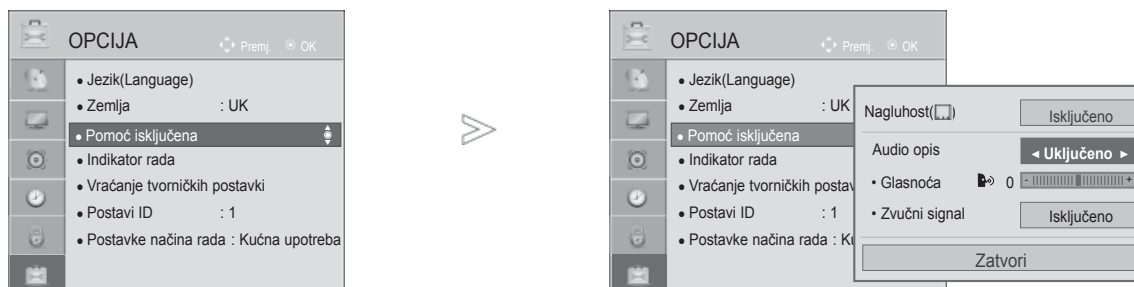 OPCIJA Premj. OK
• Jezik(Language)
• Zemlja : UK
• Pomoć isključena
• Indikator rada
• Vraćanje tvorničkih postavki
• Postavi ID : 1
• Postavke načina rada : Kućna upotreba
OPCIJA Premj. OK
• Jezik(Language)
• Zemlja : UK
• Pomoć isključena
• Indikator rada
• Vraćanje tvorničkih postav
• Postavi ID : 1
• Postavke načina rada : Ku
Nagluhost( ) Isključeno
Audio opis ◄ Uključeno ►
• Glasnoća 0 - +
• Zvučni signal Isključeno
Zatvori